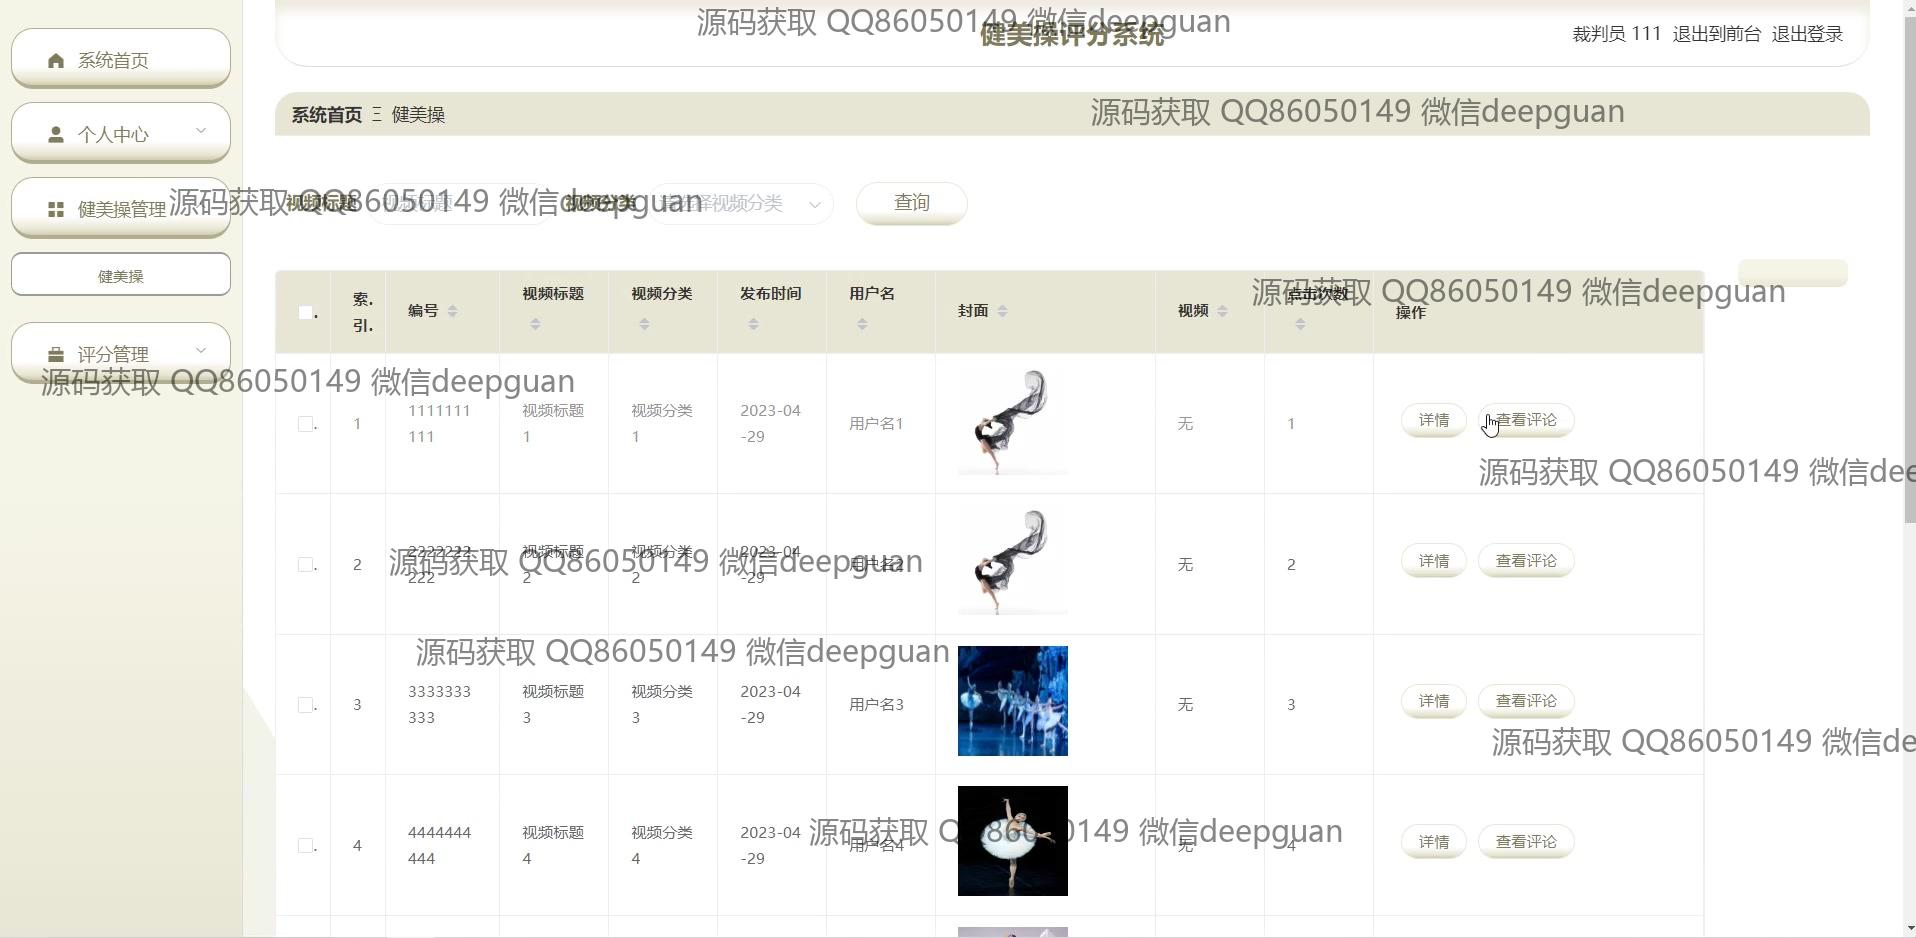 源码获取 QQ86050149 微信deepguan
健美操评分系统
裁判员 111 退出到前台 退出登录
系统首页
个人中心
健美操管理
健美操
评分管理
系统首页 Ξ 健美操
源码获取 QQ86050149 微信deepguan
源码获取 QQ86050149 微信deepguan
视频标题 视频标题 视频分类 请选择视频分类 查询
源码获取 QQ86050149 微信deepguan
索. 引. 编号 视频标题 视频分类 发布时间 用户名 封面 视频 点击次数 操作
源码获取 QQ86050149 微信deepguan
1 1111111 视频标题 视频分类 2023-04 用户名1 无 1 详情 查看评论
111 1 1 -29
源码获取 QQ86050149 微信dee
2 2222222 视频标题 视频分类 2023-04 用户名2 无 2 详情 查看评论
222 2 2 -29
源码获取 QQ86050149 微信deepguan
源码获取 QQ86050149 微信deepguan
3 3333333 视频标题 视频分类 2023-04 用户名3 无 3 详情 查看评论
333 3 3 -29
源码获取 QQ86050149 微信de
4 4444444 视频标题 视频分类 2023-04 用户名4 无 4 详情 查看评论
444 4 4 -29
源码获取 QQ86050149 微信deepguan